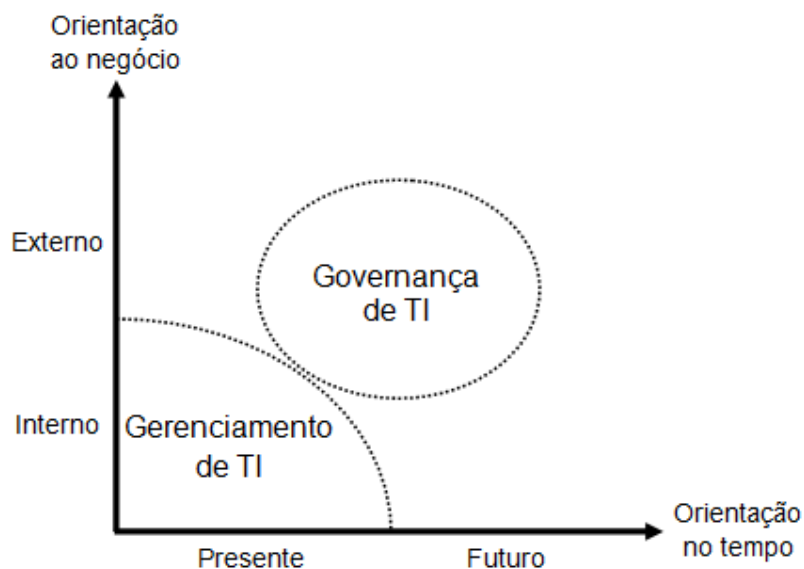 Orientação
ao negócio
Externo
Governança
de TI
Interno
Gerenciamento
de TI
Orientação
no tempo
Presente
Futuro